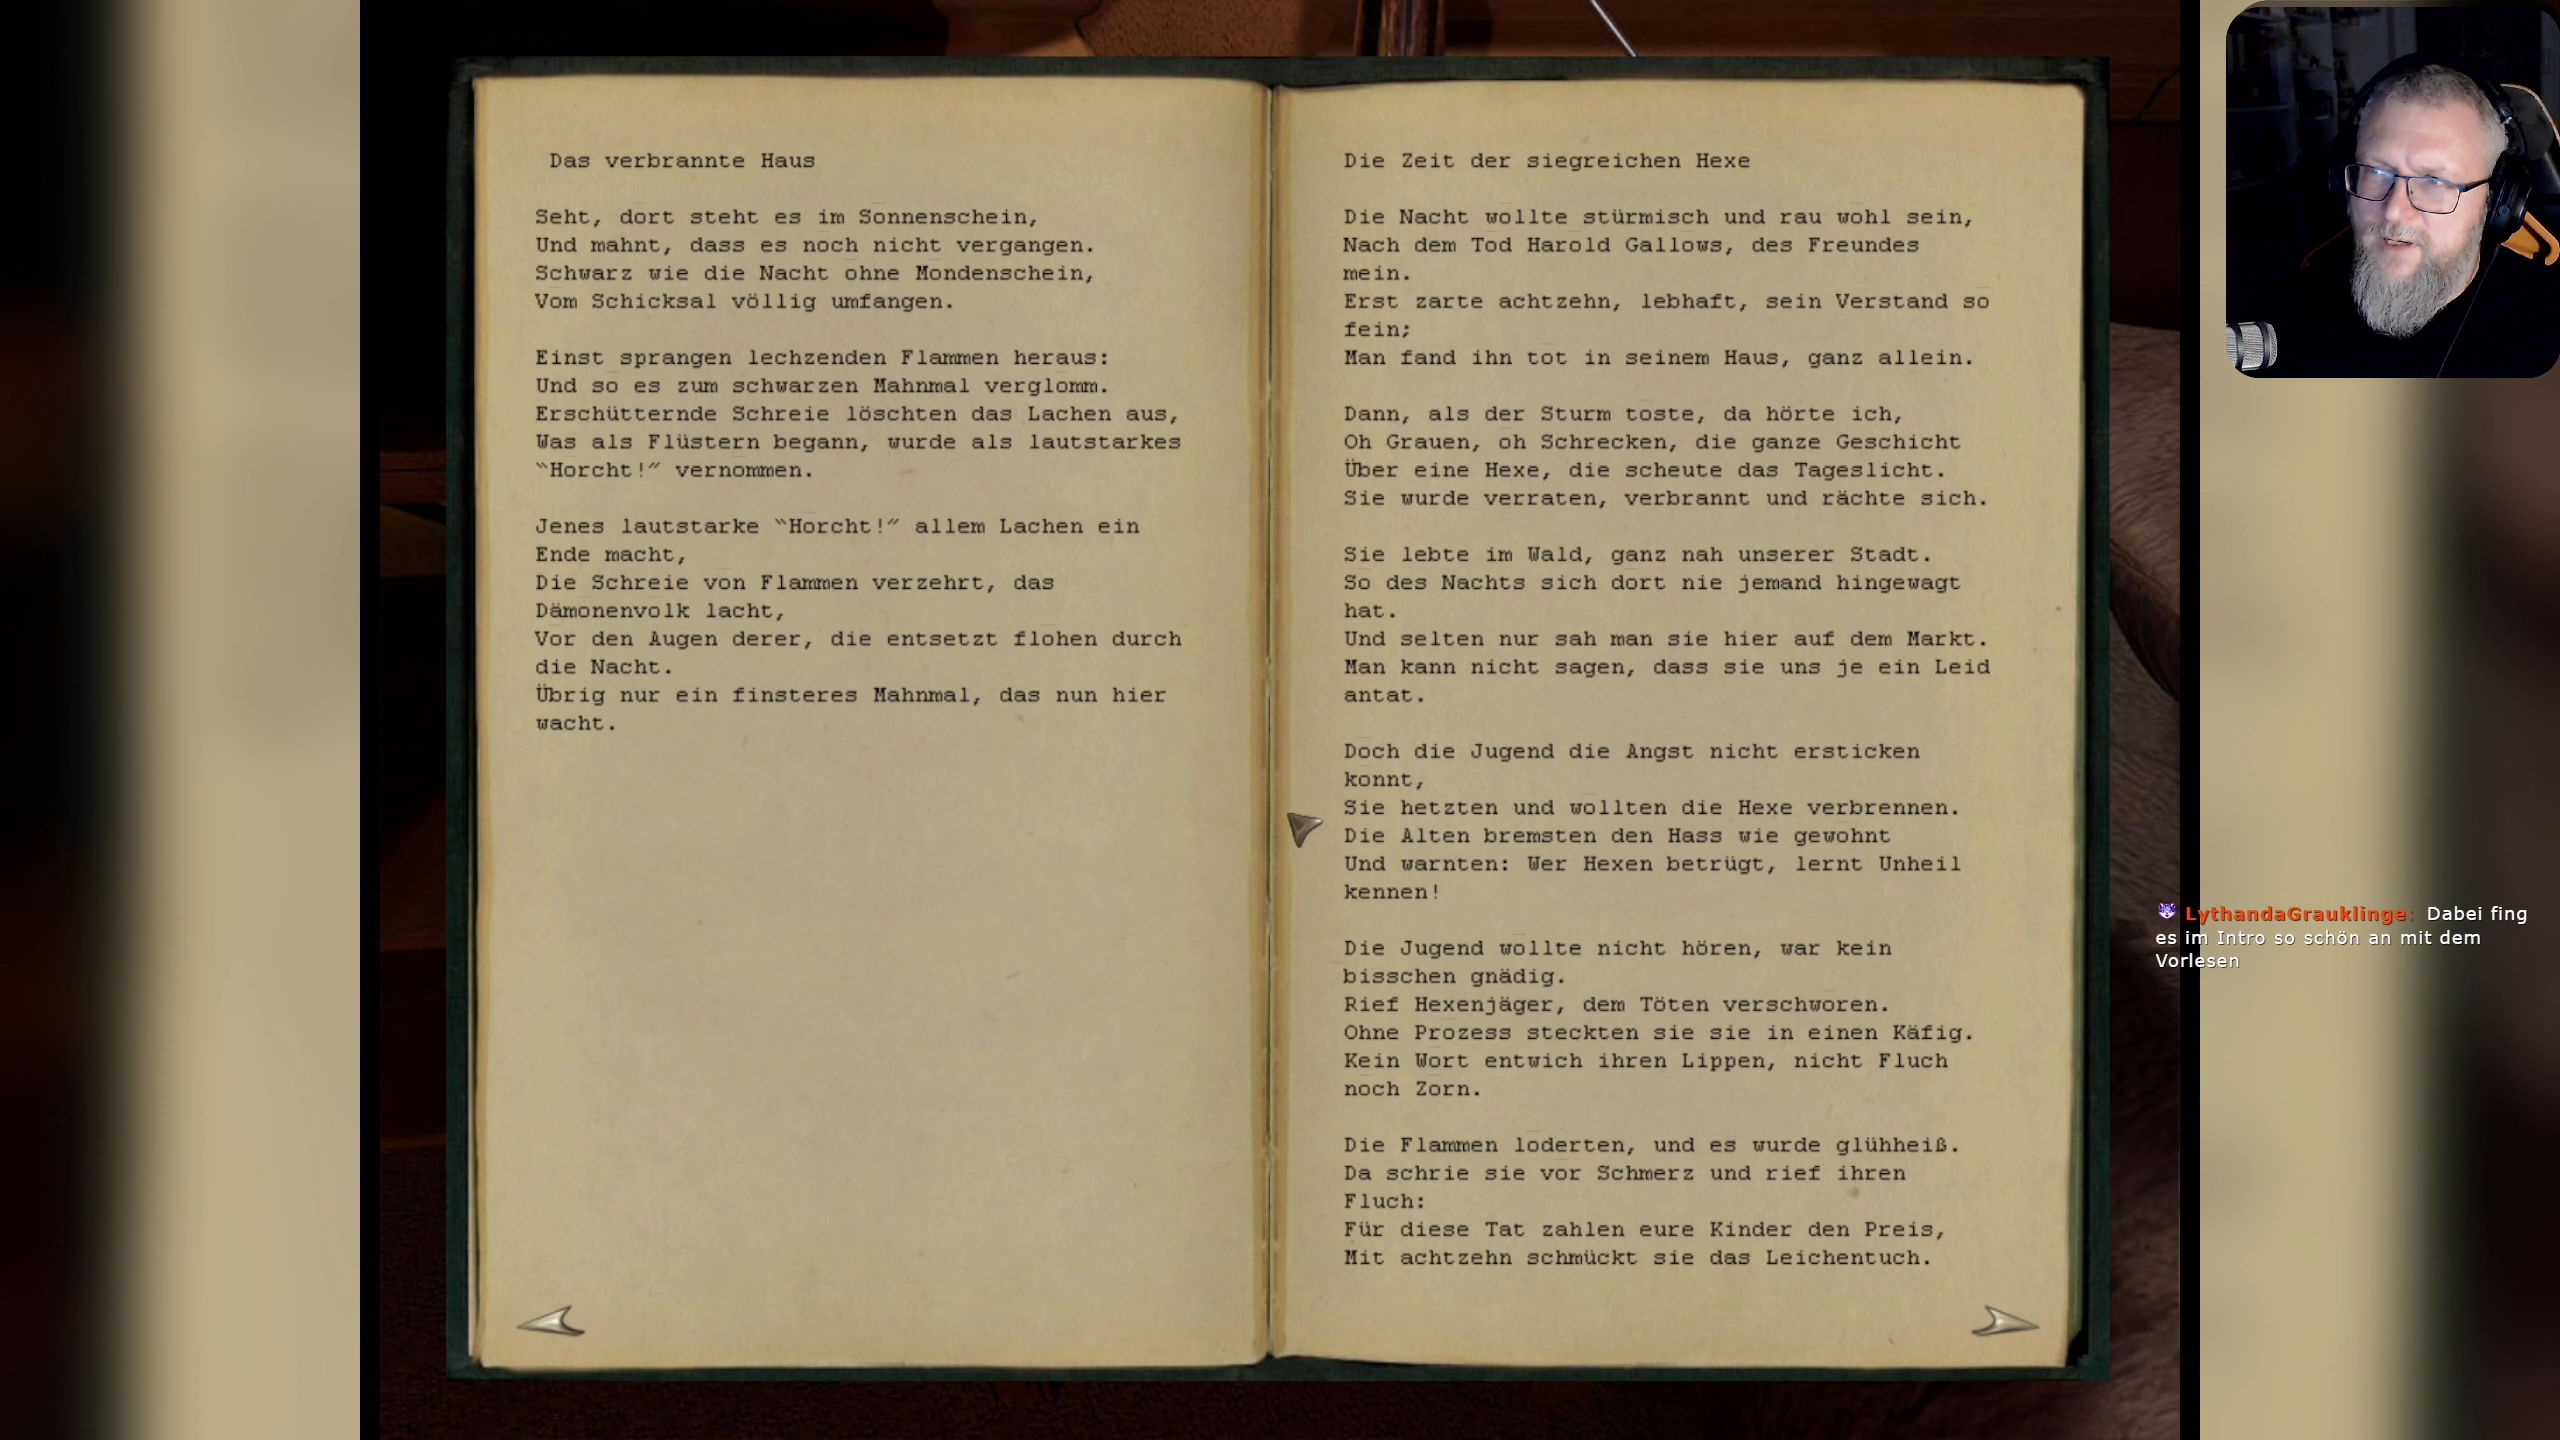 Das verbrannte Haus
Seht, dort steht es im Sonnenschein,
Und mahnt, dass es noch nicht vergangen.
Schwarz wie die Nacht ohne Mondenschein,
Vom Schicksal völlig umfangen.
Einst sprangen lechzenden Flammen heraus:
Und so es zum schwarzen Mahnmal verglomm.
Erschütternde Schreie löschten das Lachen aus,
Was als Flüstern begann, wurde als lautstarkes
“Horcht!” vernommen.
Jenes lautstarke “Horcht!” allem Lachen ein
Ende macht,
Die Schreie von Flammen verzehrt, das
Dämonenvolk lacht,
Vor den Augen derer, die entsetzt flohen durch
die Nacht.
Übrig nur ein finsteres Mahnmal, das nun hier
wacht.
Die Zeit der siegreichen Hexe
Die Nacht wollte stürmisch und rau wohl sein,
Nach dem Tod Harold Gallows, des Freundes
mein.
Erst zarte achtzehn, lebhaft, sein Verstand so
fein;
Man fand ihn tot in seinem Haus, ganz allein.
Dann, als der Sturm toste, da hörte ich,
Oh Grauen, oh Schrecken, die ganze Geschicht
Über eine Hexe, die scheute das Tageslicht.
Sie wurde verraten, verbrannt und rächte sich.
Sie lebte im Wald, ganz nah unserer Stadt.
So des Nachts sich dort nie jemand hingewagt
hat.
Und selten nur sah man sie hier auf dem Markt.
Man kann nicht sagen, dass sie uns je ein Leid
antat.
Doch die Jugend die Angst nicht ersticken
konnt,
Sie hetzten und wollten die Hexe verbrennen.
Die Alten bremsten den Hass wie gewohnt
Und warnten: Wer Hexen betrügt, lernt Unheil
kennen!
Die Jugend wollte nicht hören, war kein
bisschen gnädig.
Rief Hexenjäger, dem Töten verschworen.
Ohne Prozess steckten sie sie in einen Käfig.
Kein Wort entwich ihren Lippen, nicht Fluch
noch Zorn.
Die Flammen loderten, und es wurde glühheiß.
Da schrie sie vor Schmerz und rief ihren
Fluch:
Für diese Tat zahlen eure Kinder den Preis,
Mit achtzehn schmückt sie das Leichentuch.
LythandaGrauklinge: Dabei fing
es im Intro so schön an mit dem
Vorlesen